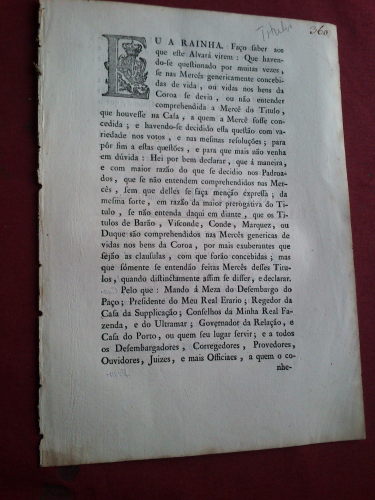 Titulos
360
EU A RAINHA. Faço saber aos
que este Alvará virem : Que haven-
do-se questionado por muitas vezes ,
se nas Mercês genericamente concebi-
das de vida , ou vidas nos bens da
Coroa se devia , ou não entender
comprehendida a Mercê do Titulo ,
que houvesse na Casa , a quem a Mercê fosse con-
cedida ; e havendo-se decidido esta questão com va-
riedade nos votos , e nas mesmas resoluções ; para
pôr fim a estas questões , e para que mais não venha
em dúvida : Hei por bem declarar , que á maneira ,
e com maior razão do que se decidio nos Padroa-
dos , que se não entendem comprehendidos nas Mer-
cês , sem que delles se faça menção expressa ; da
mesma sorte , em razão da maior prerogativa do Ti-
tulo , se não entenda daqui em diante , que os Ti-
tulos de Barão , Visconde , Conde , Marquez , ou
Duque são comprehendidos nas Mercês genericas de
vidas nos bens da Coroa , por mais exuberantes que
sejão as clausulas , com que forão concebidas ; mas
que sómente se entendão feitas Mercês desses Titu-
los , quando distinctamente assim se disser , e declarar.
Pelo que : Mando á Meza do Desembargo do
Paço ; Presidente do Meu Real Erario ; Regedor da
Casa da Supplicação ; Conselhos da Minha Real Fa-
zenda , e do Ultramar ; Governador da Relação , e
Casa do Porto , ou quem seu lugar servir ; e a todos
os Desembargadores , Corregedores , Provedores ,
Ouvidores , Juizes , e mais Officiaes , a quem o co-
nhe-